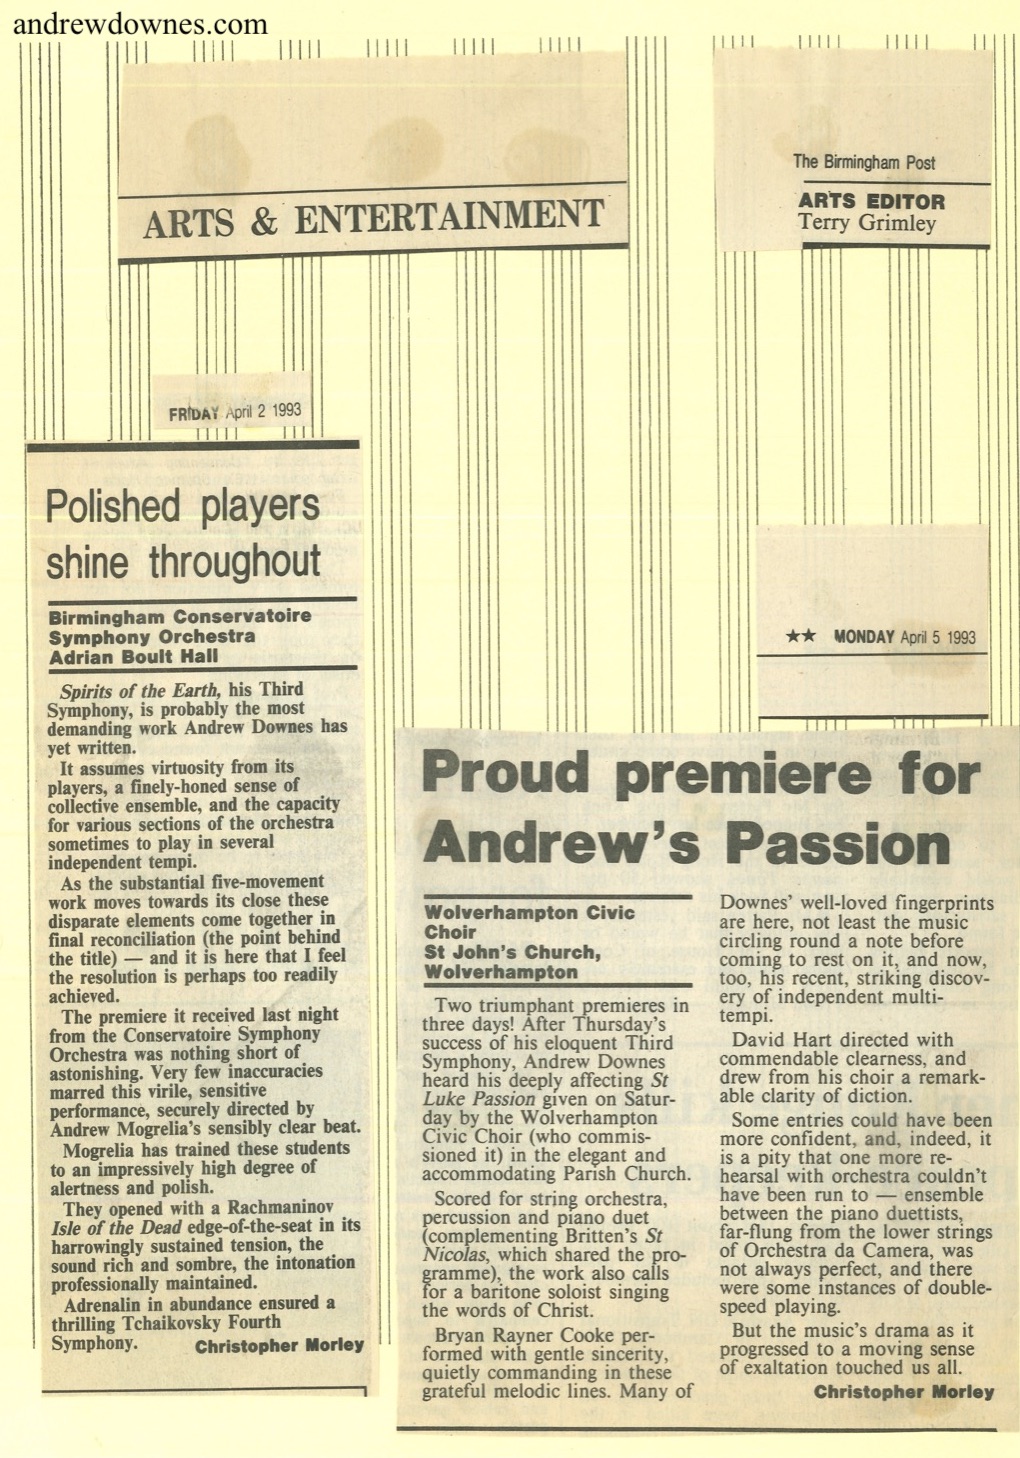 andrewdownes.com
ARTS & ENTERTAINMENT
The Birmingham Post
ARTS EDITOR
Terry Grimley
FRIDAY April 2 1993
Polished players
shine throughout
Birmingham Conservatoire
Symphony Orchestra
Adrian Boult Hall
Spirits of the Earth, his Third
Symphony, is probably the most
demanding work Andrew Downes has
yet written.
It assumes virtuosity from its
players, a finely-honed sense of
collective ensemble, and the capacity
for various sections of the orchestra
sometimes to play in several
independent tempi.
As the substantial five-movement
work moves towards its close these
disparate elements come together in
final reconciliation (the point behind
the title) — and it is here that I feel
the resolution is perhaps too readily
achieved.
The premiere it received last night
from the Conservatoire Symphony
Orchestra was nothing short of
astonishing. Very few inaccuracies
marred this virile, sensitive
performance, securely directed by
Andrew Mogrelia's sensibly clear beat.
Mogrelia has trained these students
to an impressively high degree of
alertness and polish.
They opened with a Rachmaninov
Isle of the Dead edge-of-the-seat in its
harrowingly sustained tension, the
sound rich and sombre, the intonation
professionally maintained.
Adrenalin in abundance ensured a
thrilling Tchaikovsky Fourth
Symphony. Christopher Morley
★★ MONDAY April 5 1993
Proud premiere for
Andrew's Passion
Wolverhampton Civic
Choir
St John's Church,
Wolverhampton
Two triumphant premieres in
three days! After Thursday's
success of his eloquent Third
Symphony, Andrew Downes
heard his deeply affecting St
Luke Passion given on Satur-
day by the Wolverhampton
Civic Choir (who commis-
sioned it) in the elegant and
accommodating Parish Church.
Scored for string orchestra,
percussion and piano duet
(complementing Britten's St
Nicolas, which shared the pro-
gramme), the work also calls
for a baritone soloist singing
the words of Christ.
Bryan Rayner Cooke per-
formed with gentle sincerity,
quietly commanding in these
grateful melodic lines. Many of
Downes' well-loved fingerprints
are here, not least the music
circling round a note before
coming to rest on it, and now,
too, his recent, striking discov-
ery of independent multi-
tempi.
David Hart directed with
commendable clearness, and
drew from his choir a remark-
able clarity of diction.
Some entries could have been
more confident, and, indeed, it
is a pity that one more re-
hearsal with orchestra couldn't
have been run to — ensemble
between the piano duettists,
far-flung from the lower strings
of Orchestra da Camera, was
not always perfect, and there
were some instances of double-
speed playing.
But the music's drama as it
progressed to a moving sense
of exaltation touched us all.
Christopher Morley